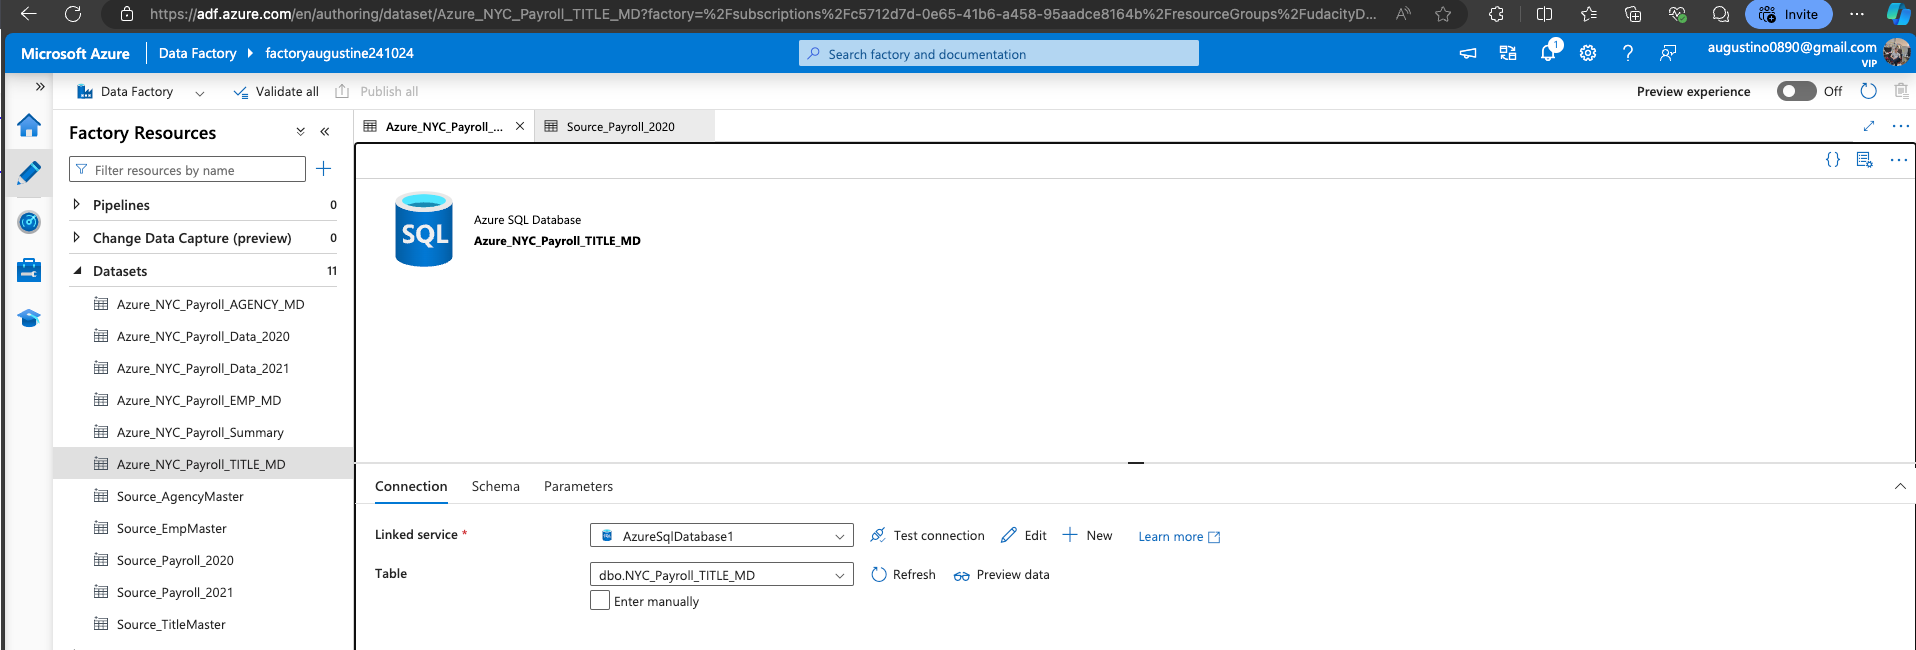 https://adf.azure.com/en/authoring/dataset/Azure_NYC_Payroll_TITLE_MD?factory=%2Fsubscriptions%2Fc5712d7d-0e65-41b6-a458-95aadce8164b%2FresourceGroups%2FudacityD...
Invite
Microsoft Azure
Data Factory
factoryaugustine241024
Search factory and documentation
1
augustino0890@gmail.com
VIP
Data Factory
Validate all
Publish all
Preview experience
Off
Factory Resources
Azure_NYC_Payroll_...
Source_Payroll_2020
Filter resources by name
Pipelines 0
Change Data Capture (preview) 0
Datasets 11
Azure_NYC_Payroll_AGENCY_MD
Azure_NYC_Payroll_Data_2020
Azure_NYC_Payroll_Data_2021
Azure_NYC_Payroll_EMP_MD
Azure_NYC_Payroll_Summary
Azure_NYC_Payroll_TITLE_MD
Source_AgencyMaster
Source_EmpMaster
Source_Payroll_2020
Source_Payroll_2021
Source_TitleMaster
SQL
Azure SQL Database
Azure_NYC_Payroll_TITLE_MD
Connection Schema Parameters
Linked service * AzureSqlDatabase1 Test connection Edit New Learn more
Table dbo.NYC_Payroll_TITLE_MD Refresh Preview data
Enter manually